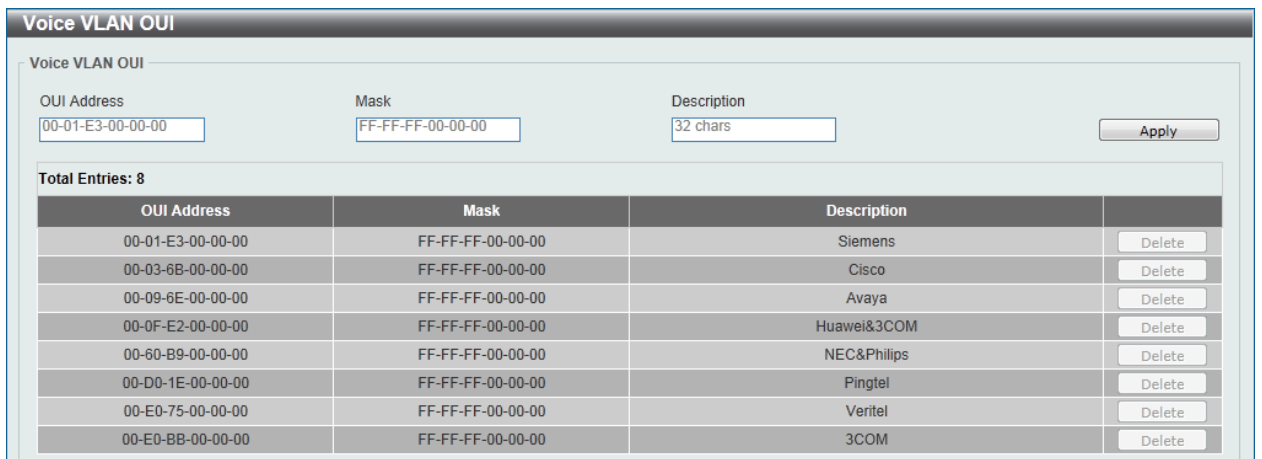 Voice VLAN OUI
Voice VLAN OUI
OUI Address Mask Description
00-01-E3-00-00-00 FF-FF-FF-00-00-00 32 chars Apply
Total Entries: 8
OUI Address Mask Description
00-01-E3-00-00-00 FF-FF-FF-00-00-00 Siemens Delete
00-03-6B-00-00-00 FF-FF-FF-00-00-00 Cisco Delete
00-09-6E-00-00-00 FF-FF-FF-00-00-00 Avaya Delete
00-0F-E2-00-00-00 FF-FF-FF-00-00-00 Huawei&3COM Delete
00-60-B9-00-00-00 FF-FF-FF-00-00-00 NEC&Philips Delete
00-D0-1E-00-00-00 FF-FF-FF-00-00-00 Pingtel Delete
00-E0-75-00-00-00 FF-FF-FF-00-00-00 Veritel Delete
00-E0-BB-00-00-00 FF-FF-FF-00-00-00 3COM Delete